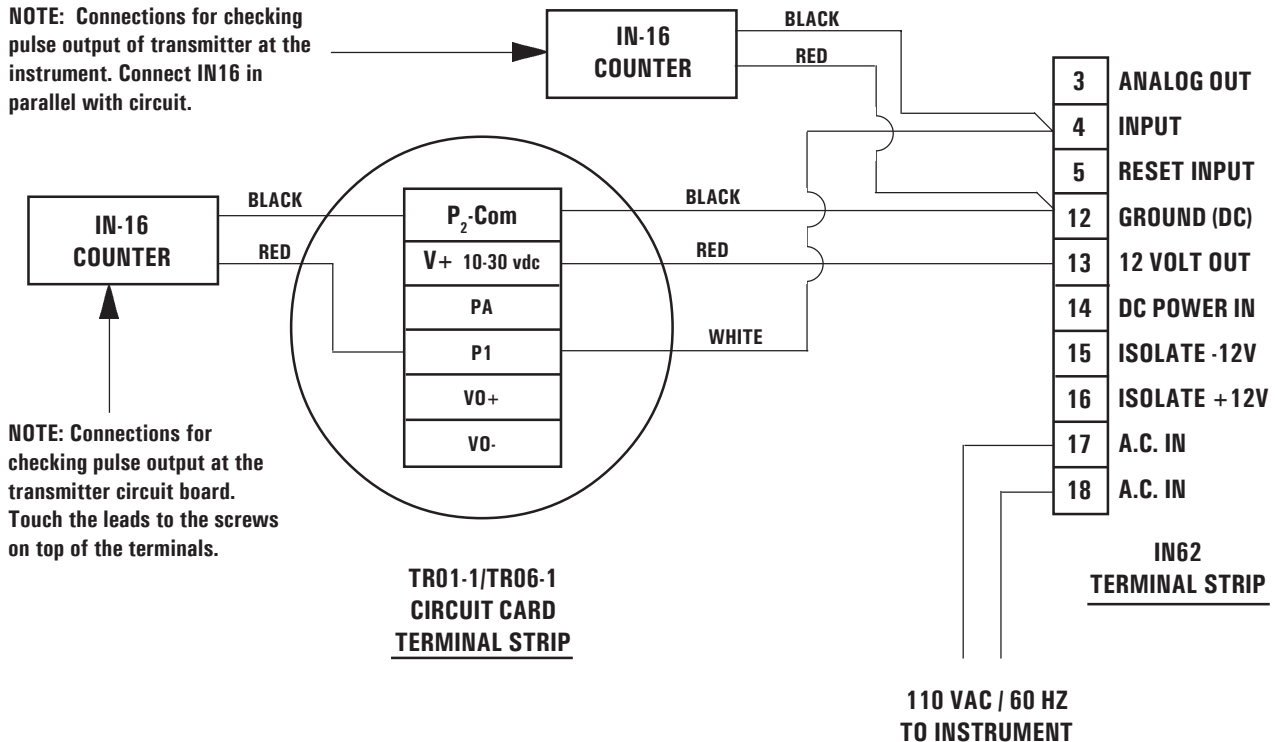 NOTE: Connections for checking
pulse output of transmitter at the
instrument. Connect IN16 in
parallel with circuit.
IN-16
COUNTER
BLACK
RED
3 ANALOG OUT
4 INPUT
5 RESET INPUT
12 GROUND (DC)
13 12 VOLT OUT
14 DC POWER IN
15 ISOLATE -12V
16 ISOLATE +12V
17 A.C. IN
18 A.C. IN
IN62
TERMINAL STRIP
IN-16
COUNTER
BLACK
RED
P2-Com
V+ 10-30 vdc
PA
P1
VO+
VO-
BLACK
RED
WHITE
NOTE: Connections for
checking pulse output at the
transmitter circuit board.
Touch the leads to the screws
on top of the terminals.
TR01-1/TR06-1
CIRCUIT CARD
TERMINAL STRIP
110 VAC / 60 HZ
TO INSTRUMENT